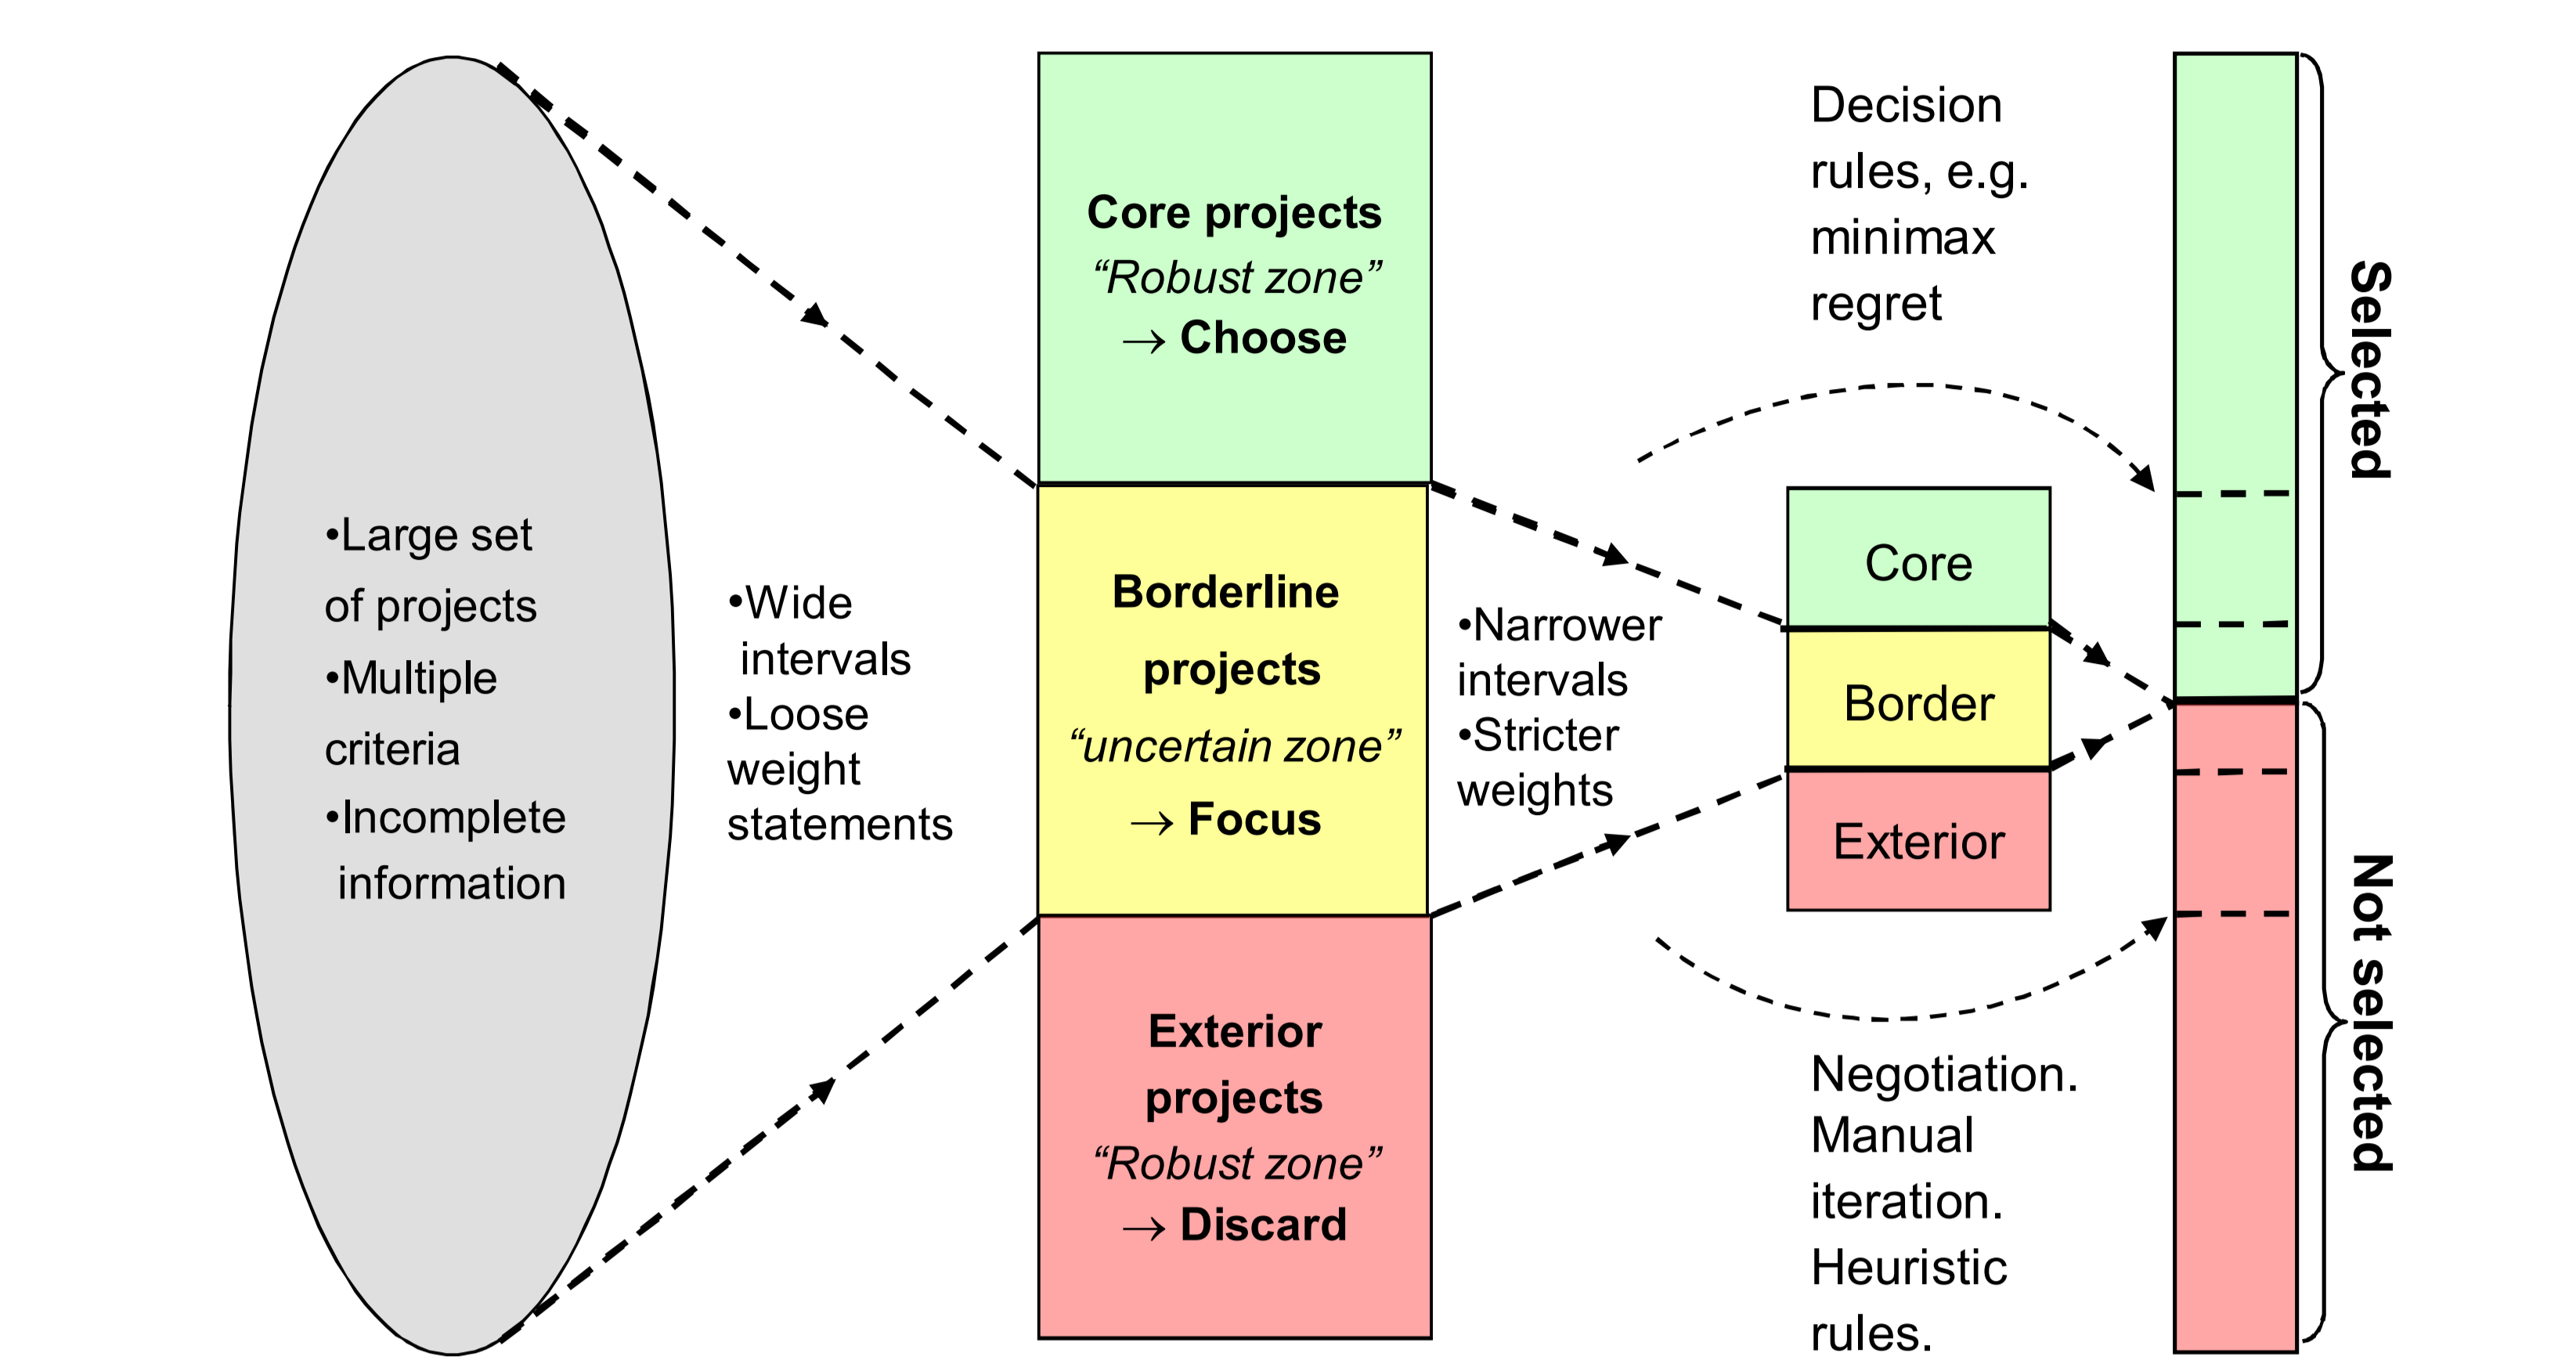 •Large set
of projects
•Multiple
criteria
•Incomplete
information
•Wide
intervals
•Loose
weight
statements
Core projects
“Robust zone”
→ Choose
Borderline
projects
“uncertain zone”
→ Focus
Exterior
projects
“Robust zone”
→ Discard
•Narrower
intervals
•Stricter
weights
Decision
rules, e.g.
minimax
regret
Core
Border
Exterior
Negotiation.
Manual
iteration.
Heuristic
rules.
Selected
Not selected